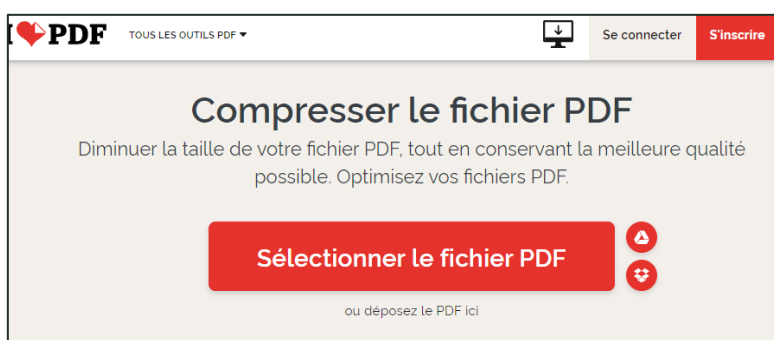 I PDF TOUS LES OUTILS PDF Se connecter S'inscrire
Compresser le fichier PDF
Diminuer la taille de votre fichier PDF, tout en conservant la meilleure qualité
possible. Optimisez vos fichiers PDF.
Sélectionner le fichier PDF
ou déposez le PDF ici